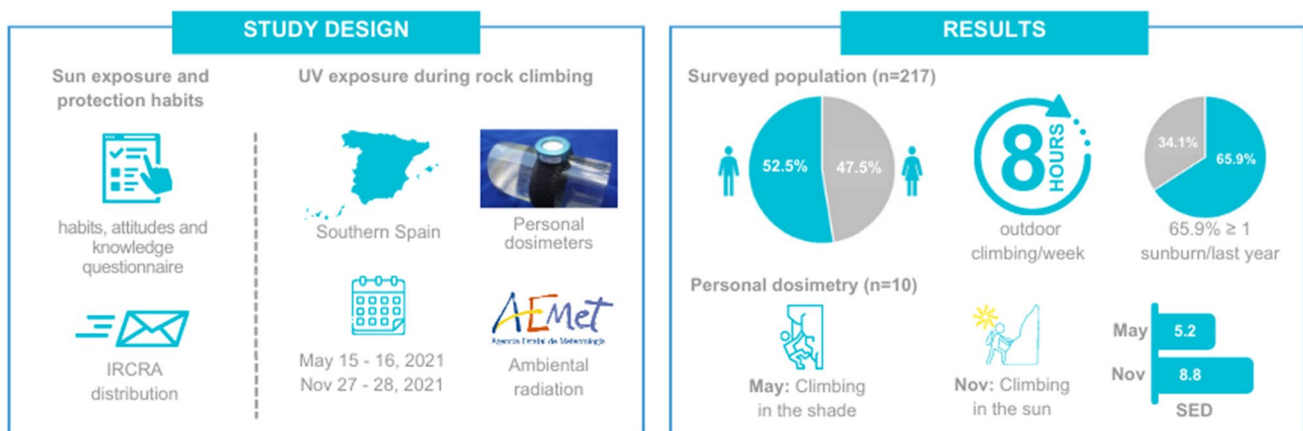 STUDY DESIGN
Sun exposure and
protection habits
habits, attitudes and
knowledge
questionnaire
IRCRA
distribution
UV exposure during rock climbing
Southern Spain
Personal
dosimeters
May 15 - 16, 2021
Nov 27 - 28, 2021
AEMet
Agencia Estatal de Meteorología
Ambiental
radiation
RESULTS
Surveyed population (n=217)
52.5%
47.5%
8
HOURS
outdoor
climbing/week
34.1%
65.9%
65.9% ≥ 1
sunburn/last year
Personal dosimetry (n=10)
May: Climbing
in the shade
Nov: Climbing
in the sun
May
5.2
Nov
8.8
SED